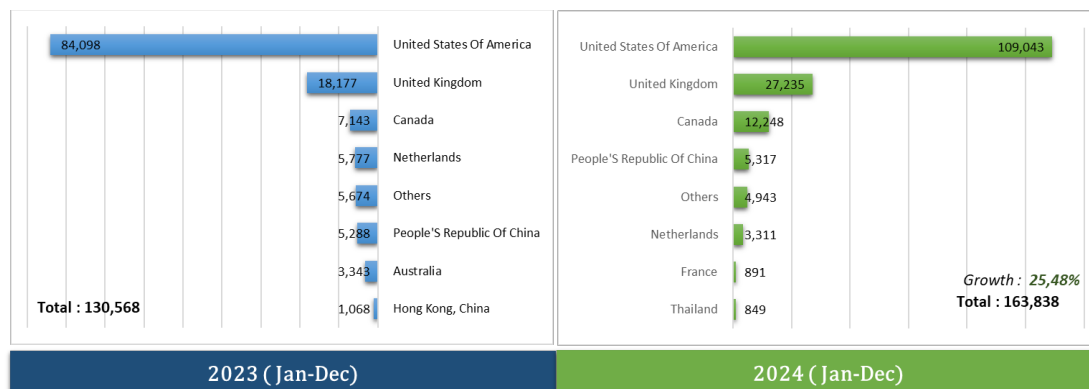 84,098 United States Of America
18,177 United Kingdom
7,143 Canada
5,777 Netherlands
5,674 Others
5,288 People'S Republic Of China
3,343 Australia
1,068 Hong Kong, China
Total : 130,568
2023 ( Jan-Dec)
United States Of America 109,043
United Kingdom 27,235
Canada 12,248
People'S Republic Of China 5,317
Others 4,943
Netherlands 3,311
France 891
Thailand 849
Growth : 25,48%
Total : 163,838
2024 (Jan-Dec)